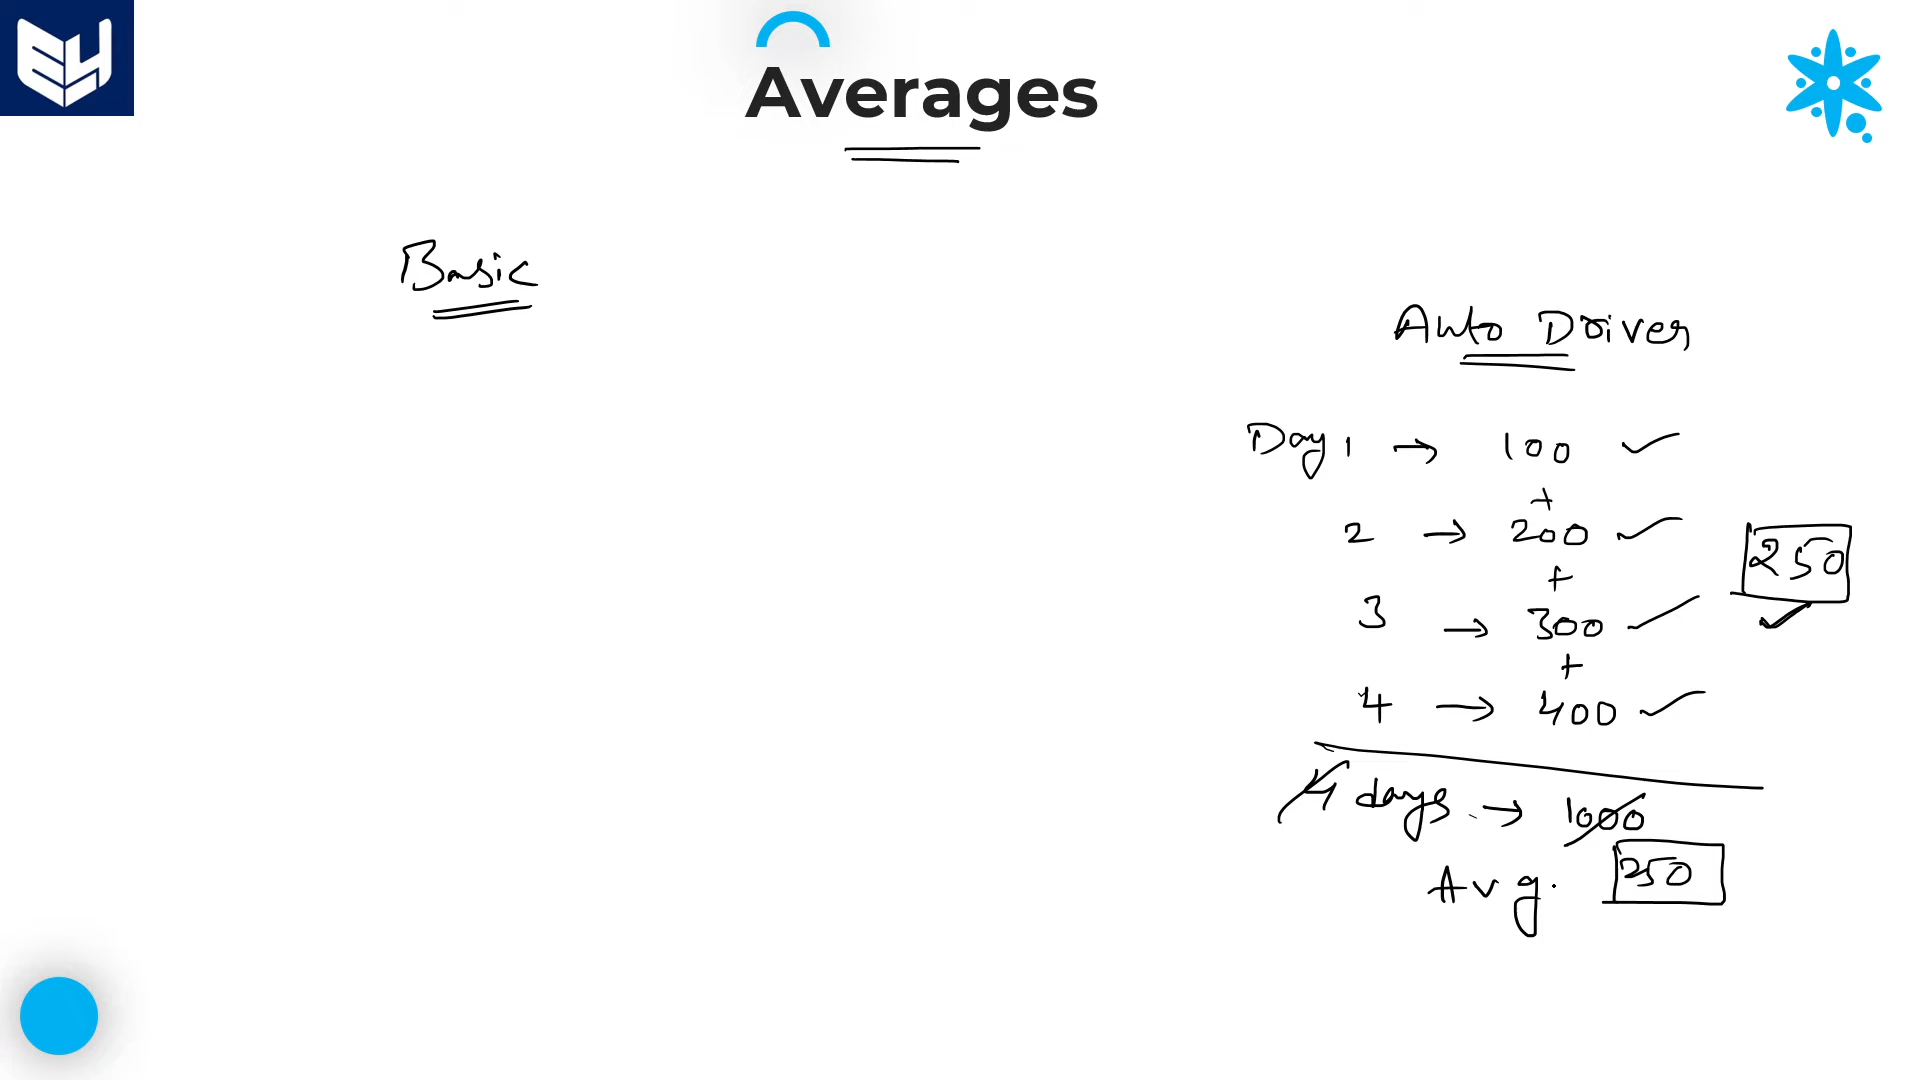 Averages
Basic
Auto Driver
Day 1 → 100 ✓
+
2 → 200 ✓
250
+
3 → 300 ✓
✓
+
4 → 400 ✓
4 days → 1000
Avg. 250